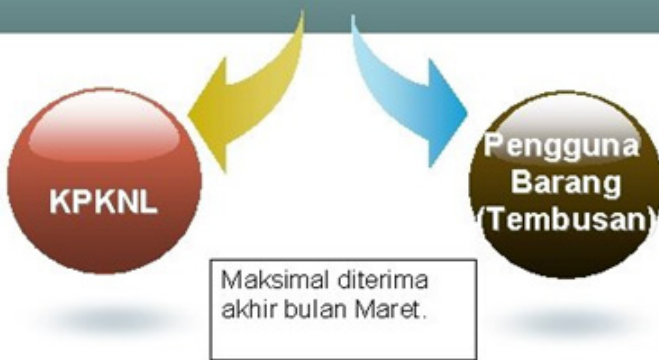 KPKNL
Pengguna
Barang
(Tembusan)
Maksimal diterima
akhir bulan Maret.